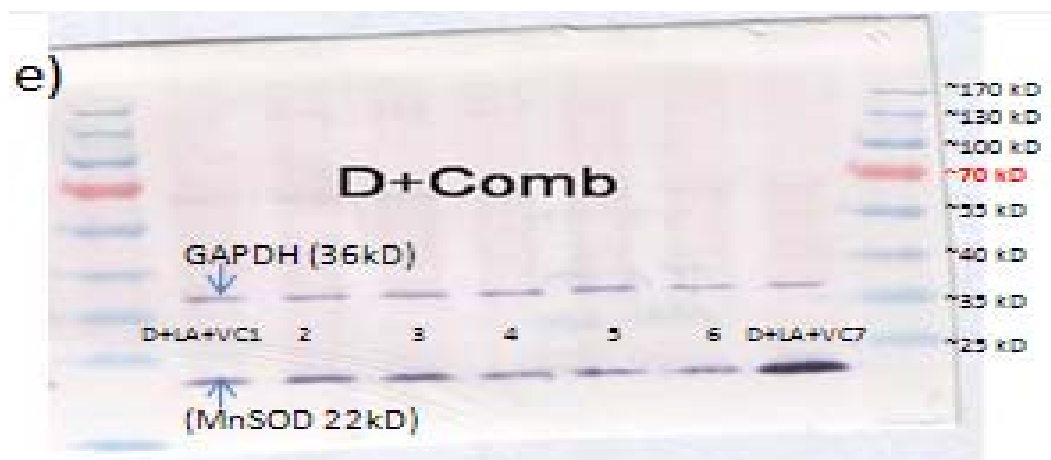 e)
D+Comb
GAPDH (36kD)
D+LA+VC1 2 3 4 5 6 D+LA+VC7
(MnSOD 22kD)
~170 kD
~130 kD
~100 kD
~70 kD
~55 kD
~40 kD
~35 kD
~25 kD